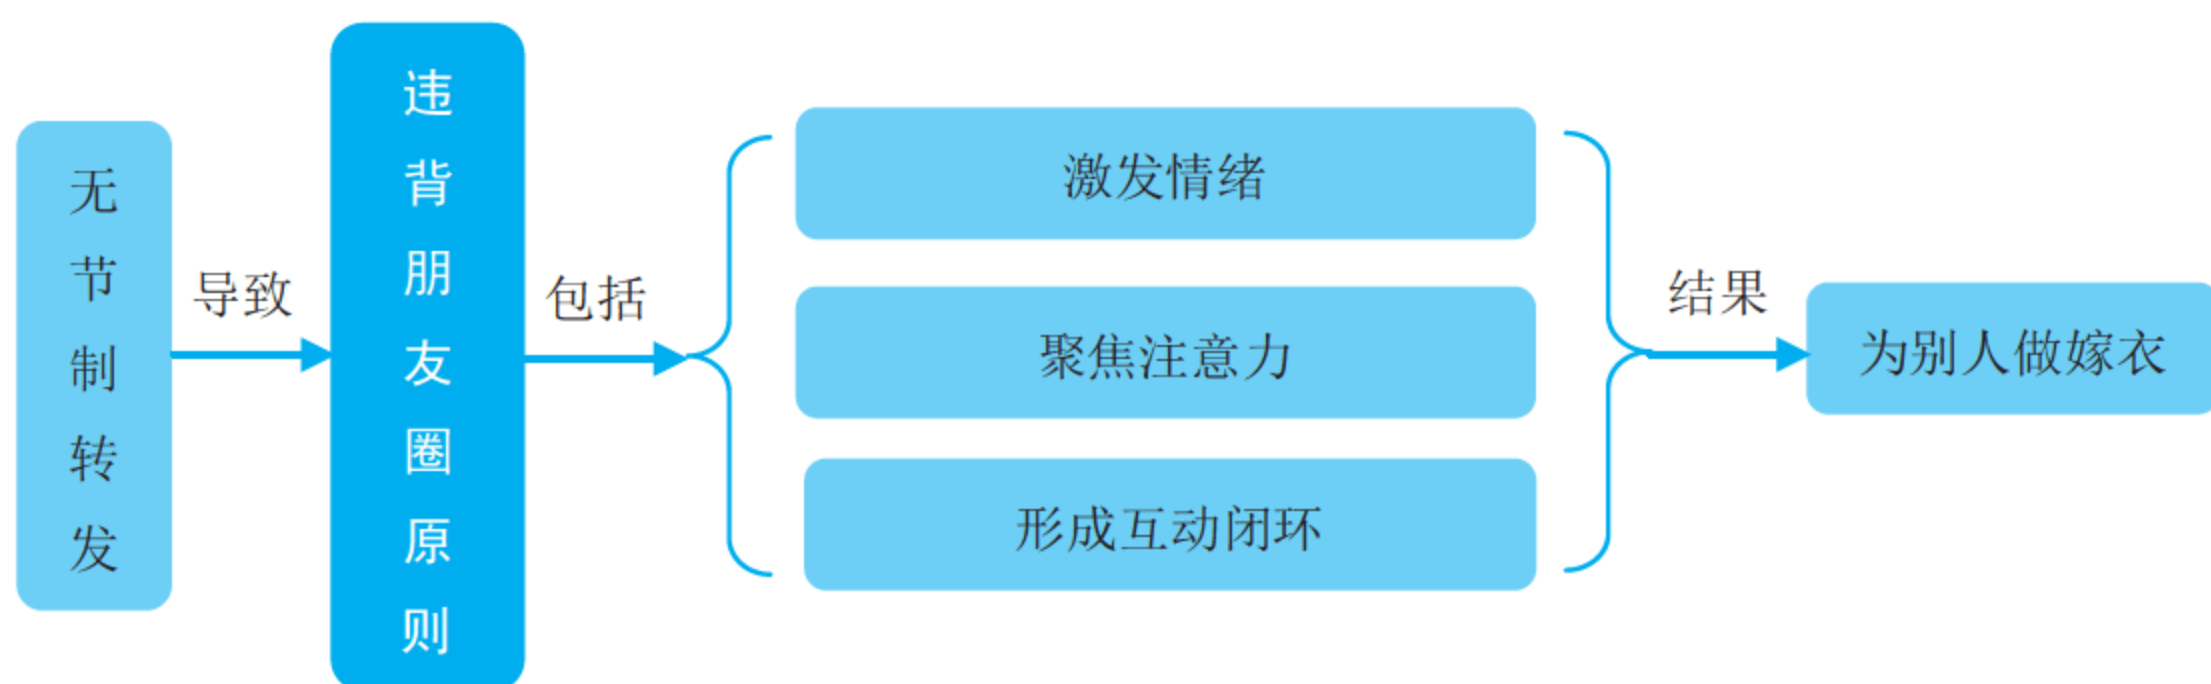 无节制转发
导致
违背朋友圈原则
包括
激发情绪
聚焦注意力
形成互动闭环
结果
为别人做嫁衣